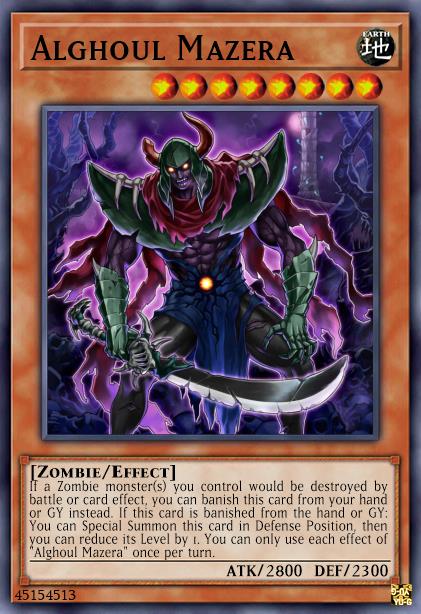 ALGHOUL MAZERA
EARTH
地
[ZOMBIE/EFFECT]
If a Zombie monster(s) you control would be destroyed by
battle or card effect, you can banish this card from your hand
or GY instead. If this card is banished from the hand or GY:
You can Special Summon this card in Defense Position, then
you can reduce its Level by 1. You can only use each effect of
"Alghoul Mazera" once per turn.
ATK/2800 DEF/2300
45154513